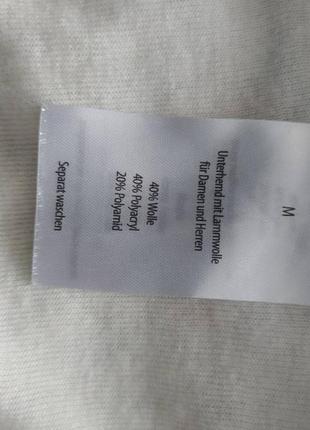 M
Unterhemd mit Lammwolle
für Damen und Herren
40% Wolle
40% Polyacryl
20% Polyamid
Separat waschen